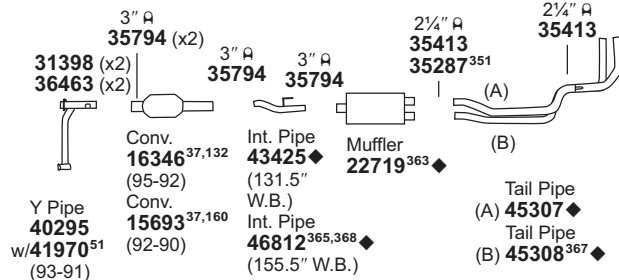 3″
35794 (x2)
31398 (x2)
36463 (x2)
3″
35794
3″
35794
2¼″
35413
35287³⁵¹
2¼″
35413
(A)
(B)
Y Pipe
40295
w/41970⁵¹
(93-91)
Conv.
16346³⁷,¹³²
(95-92)
Conv.
15693³⁷,¹⁶⁰
(92-90)
Int. Pipe
43425◆
(131.5″
W.B.)
Int. Pipe
46812³⁶⁵,³⁶⁸◆
(155.5″ W.B.)
Muffler
22719³⁶³◆
Tail Pipe
(A) 45307◆
Tail Pipe
(B) 45308³⁶⁷◆